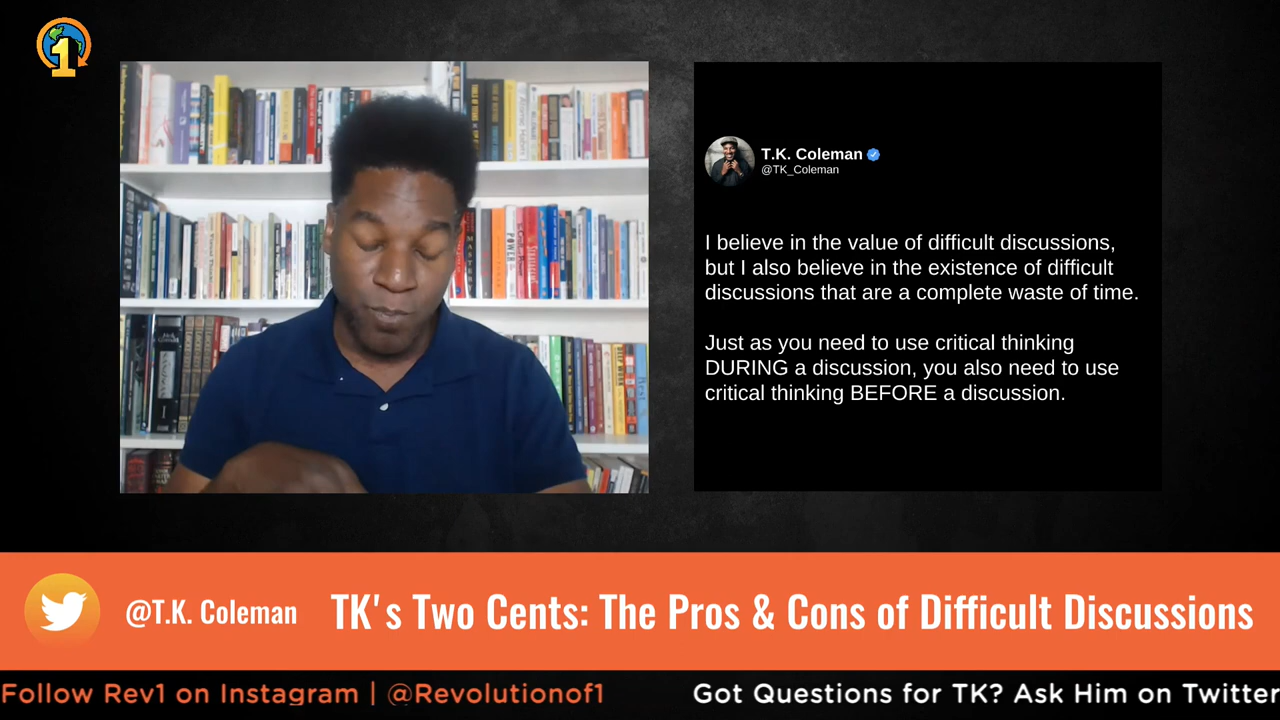 1
T.K. Coleman
@TK_Coleman
I believe in the value of difficult discussions,
but I also believe in the existence of difficult
discussions that are a complete waste of time.
Just as you need to use critical thinking
DURING a discussion, you also need to use
critical thinking BEFORE a discussion.
POWER
MASTERY
@T.K. Coleman
TK's Two Cents: The Pros & Cons of Difficult Discussions
Follow Rev1 on Instagram | @Revolutionof1
Got Questions for TK? Ask Him on Twitter